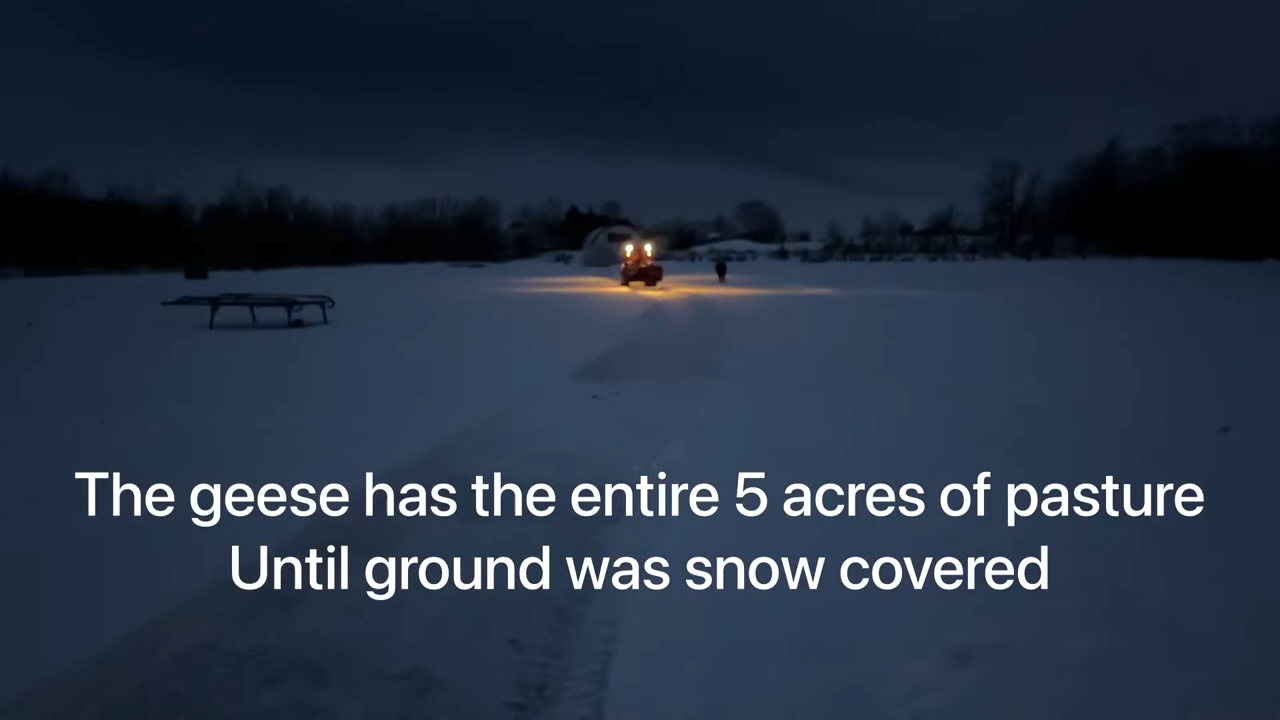 The geese has the entire 5 acres of pasture
Until ground was snow covered